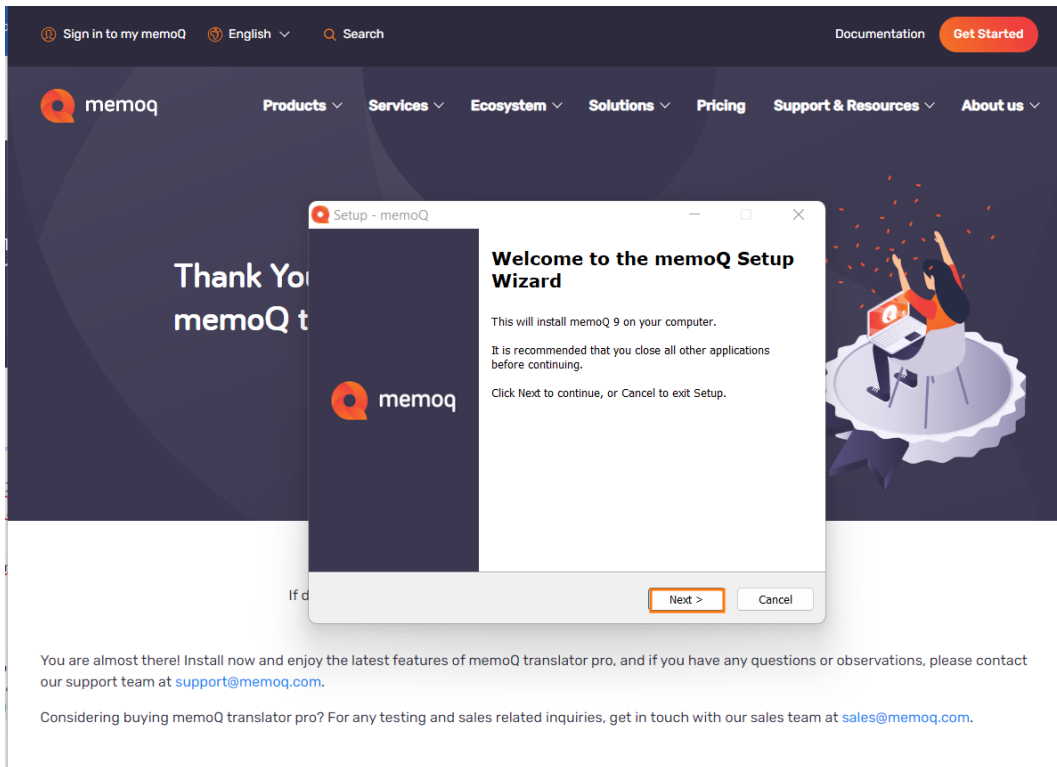 Sign in to my memoQ English Search Documentation Get Started
memoq Products Services Ecosystem Solutions Pricing Support & Resources About us
Setup - memoQ
Welcome to the memoQ Setup
Wizard
Thank
memoQ
This will install memoQ 9 on your computer.
It is recommended that you close all other applications
before continuing.
memoq
Click Next to continue, or Cancel to exit Setup.
If
Next > Cancel
You are almost there! Install now and enjoy the latest features of memoQ translator pro, and if you have any questions or observations, please contact
our support team at support@memoq.com.
Considering buying memoQ translator pro? For any testing and sales related inquiries, get in touch with our sales team at sales@memoq.com.